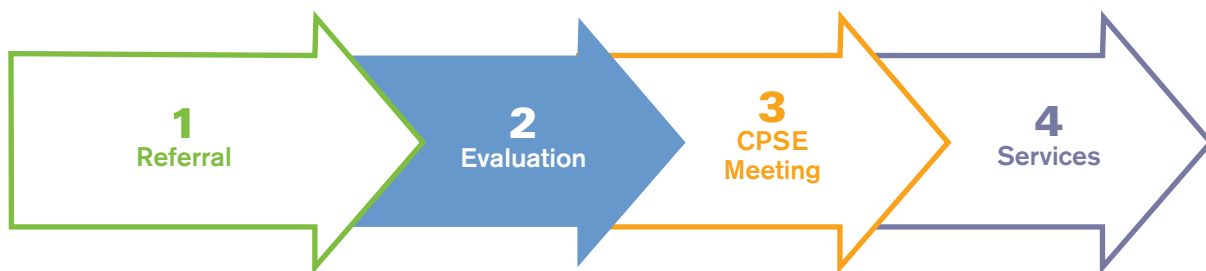 1
Referral
2
Evaluation
3
CPSE
Meeting
4
Services